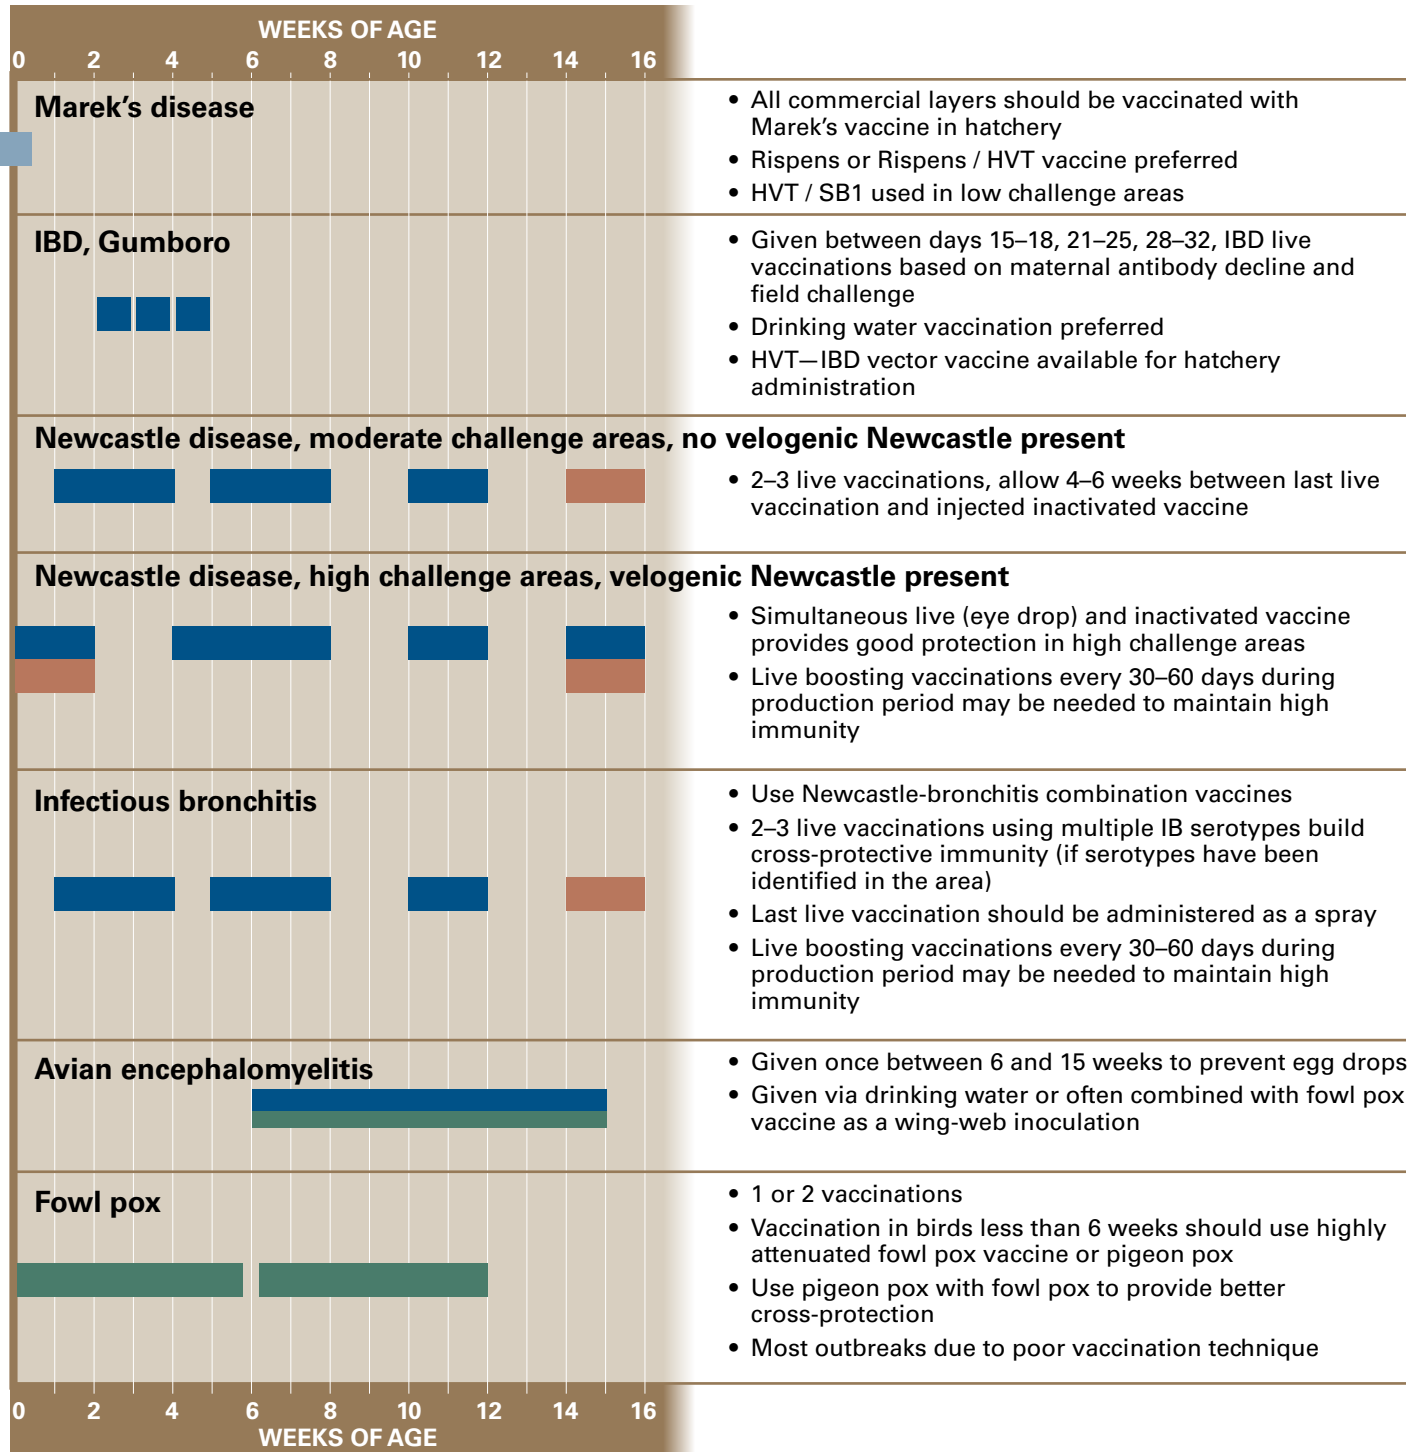 WEEKS OF AGE
0 2 4 6 8 10 12 14 16
Marek’s disease
• All commercial layers should be vaccinated with
Marek’s vaccine in hatchery
• Rispens or Rispens / HVT vaccine preferred
• HVT / SB1 used in low challenge areas
IBD, Gumboro
• Given between days 15–18, 21–25, 28–32, IBD live
vaccinations based on maternal antibody decline and
field challenge
• Drinking water vaccination preferred
• HVT—IBD vector vaccine available for hatchery
administration
Newcastle disease, moderate challenge areas, no velogenic Newcastle present
• 2–3 live vaccinations, allow 4–6 weeks between last live
vaccination and injected inactivated vaccine
Newcastle disease, high challenge areas, velogenic Newcastle present
• Simultaneous live (eye drop) and inactivated vaccine
provides good protection in high challenge areas
• Live boosting vaccinations every 30–60 days during
production period may be needed to maintain high
immunity
Infectious bronchitis
• Use Newcastle-bronchitis combination vaccines
• 2–3 live vaccinations using multiple IB serotypes build
cross-protective immunity (if serotypes have been
identified in the area)
• Last live vaccination should be administered as a spray
• Live boosting vaccinations every 30–60 days during
production period may be needed to maintain high
immunity
Avian encephalomyelitis
• Given once between 6 and 15 weeks to prevent egg drops
• Given via drinking water or often combined with fowl pox
vaccine as a wing-web inoculation
Fowl pox
• 1 or 2 vaccinations
• Vaccination in birds less than 6 weeks should use highly
attenuated fowl pox vaccine or pigeon pox
• Use pigeon pox with fowl pox to provide better
cross-protection
• Most outbreaks due to poor vaccination technique
0 2 4 6 8 10 12 14 16
WEEKS OF AGE